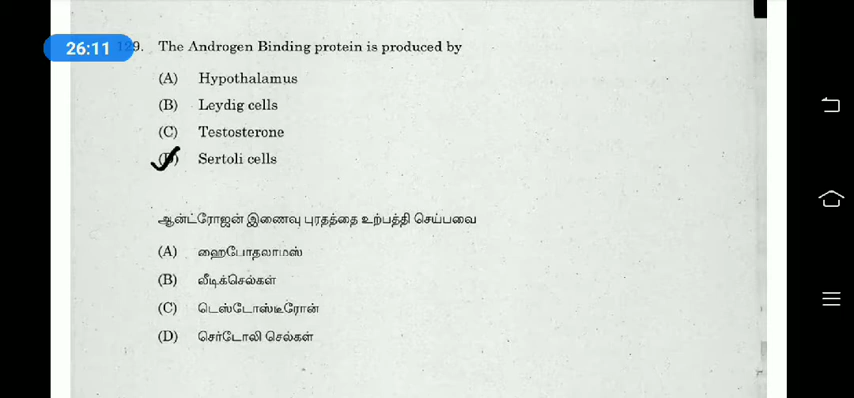 26:11
129. The Androgen Binding protein is produced by
(A) Hypothalamus
(B) Leydig cells
(C) Testosterone
(D) Sertoli cells
ஆன்ட்ரோஜன் இணைவு புரதத்தை உற்பத்தி செய்பவை
(A) ஹைபோதலாமஸ்
(B) லீடிக்செல்கள்
(C) டெஸ்டோஸ்டீரோன்
(D) செர்டோலி செல்கள்